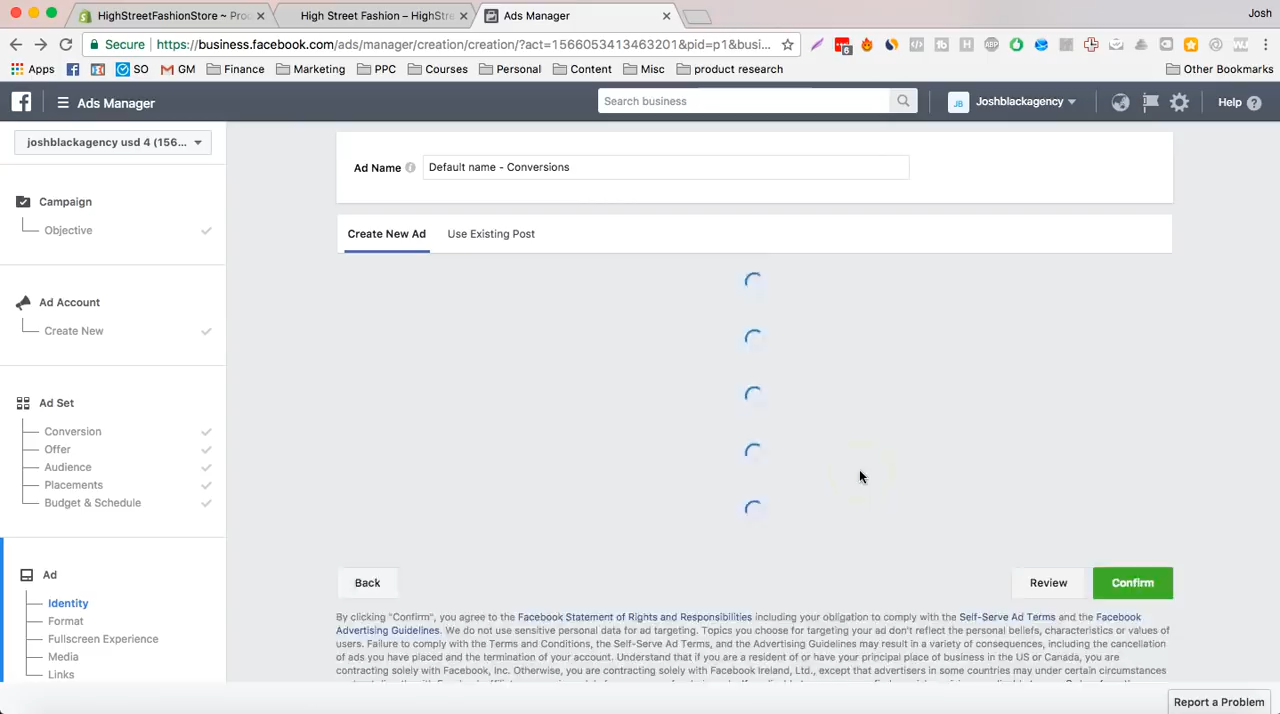 HighStreetFashionStore ~ Pro
High Street Fashion – HighStre
Ads Manager
Josh
Secure
https://business.facebook.com/ads/manager/creation/creation/?act=1566053413463201&pid=p1&busi...
6
Apps
SO
GM
Finance
Marketing
PPC
Courses
Personal
Content
Misc
product research
Other Bookmarks
Ads Manager
Search business
JB
Joshblackagency
Help
joshblackagency usd 4 (156...
Campaign
Objective
Ad Account
Create New
Ad Set
Conversion
Offer
Audience
Placements
Budget & Schedule
Ad
Identity
Format
Fullscreen Experience
Media
Links
Ad Name
Default name - Conversions
Create New Ad
Use Existing Post
Back
Review
Confirm
By clicking "Confirm", you agree to the Facebook Statement of Rights and Responsibilities including your obligation to comply with the Self-Serve Ad Terms and the Facebook
Advertising Guidelines. We do not use sensitive personal data for ad targeting. Topics you choose for targeting your ad don't reflect the personal beliefs, characteristics or values of
users. Failure to comply with the Terms and Conditions, the Self-Serve Ad Terms, and the Advertising Guidelines may result in a variety of consequences, including the cancellation
of ads you have placed and the termination of your account. Understand that if you are a resident of or have your principal place of business in the US or Canada, you are
contracting solely with Facebook, Inc. Otherwise, you are contracting solely with Facebook Ireland, Ltd., except that advertisers in some countries may under certain circumstances
Report a Problem